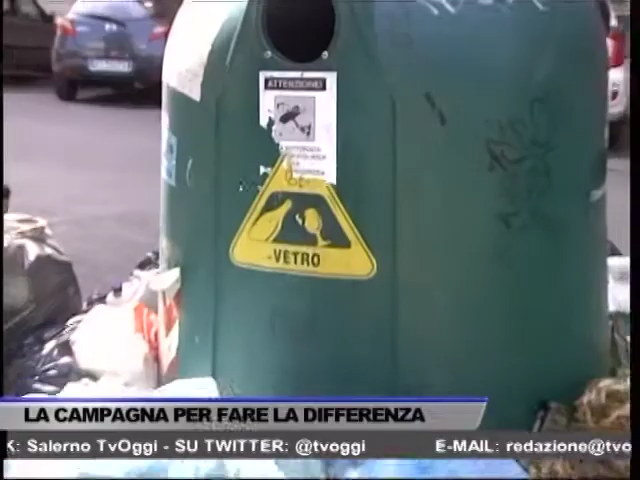 ATTENZIONE!
VETRO
LA CAMPAGNA PER FARE LA DIFFERENZA
K: Salerno TvOggi - SU TWITTER: @tvoggi E-MAIL: redazione@tvo